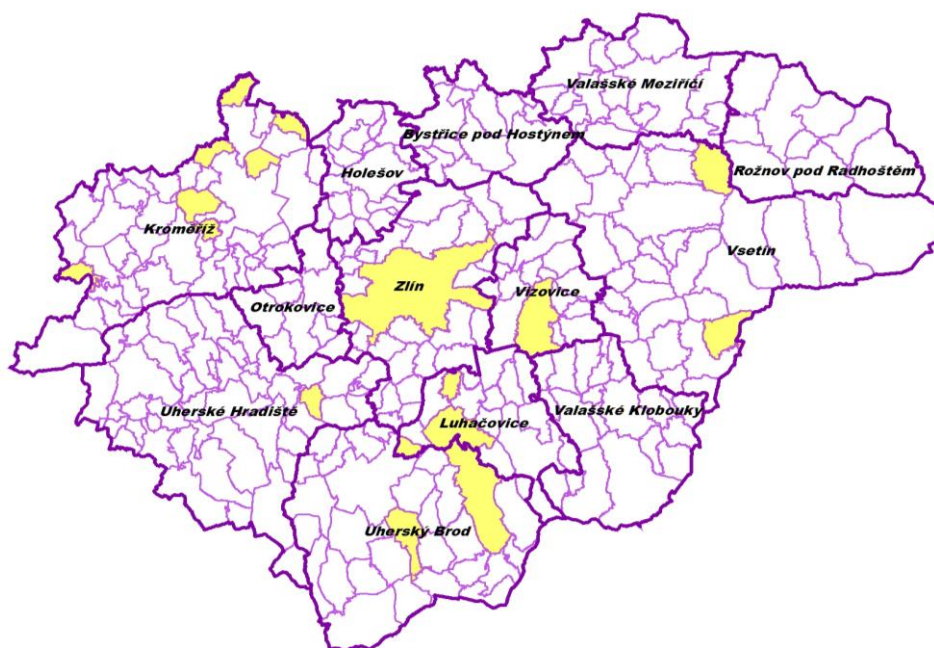 Valašské Meziříčí
Bystřice pod Hostýnem
Rožnov pod Radhoštěm
Holešov
Kroměříž
Vsetín
Zlín
Vizovice
Otrokovice
Uherské Hradiště
Valašské Klobouky
Luhačovice
Uherský Brod